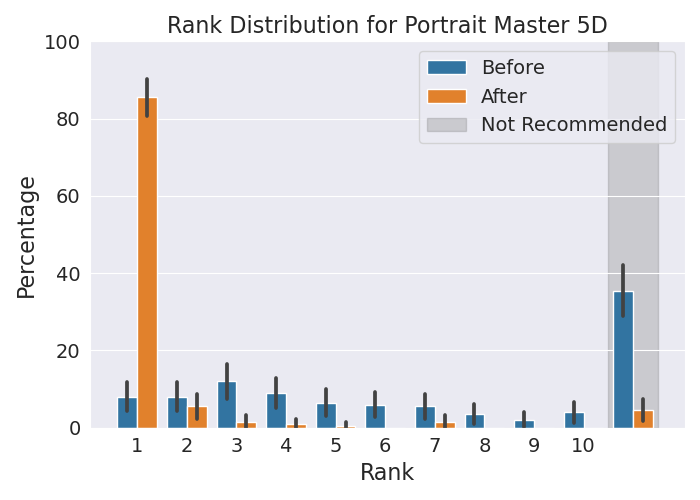 Rank Distribution for Portrait Master 5D
100
80
60
40
20
0
Percentage
Before
After
Not Recommended
1 2 3 4 5 6 7 8 9 10
Rank